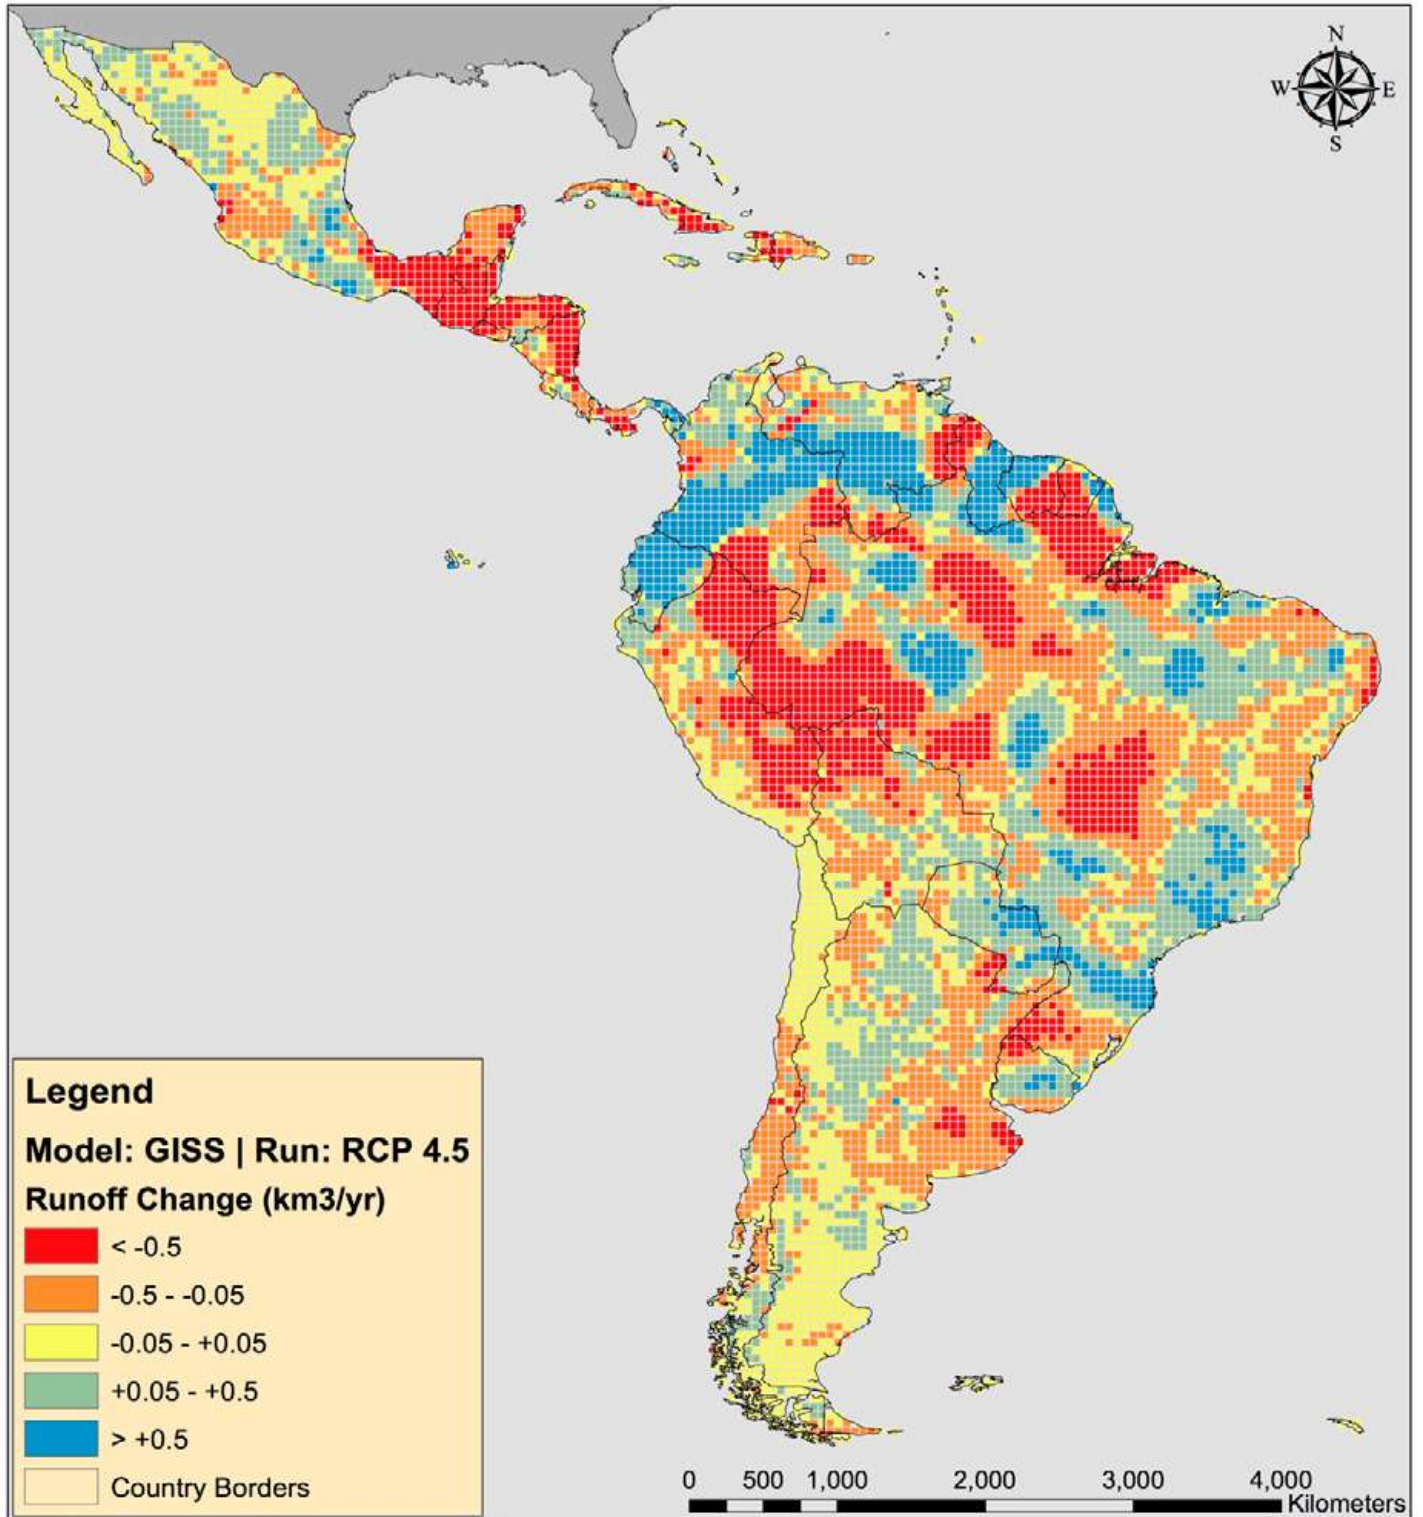 N
W E
S
Legend
Model: GISS | Run: RCP 4.5
Runoff Change (km3/yr)
< -0.5
-0.5 - -0.05
-0.05 - +0.05
+0.05 - +0.5
> +0.5
Country Borders
0 500 1,000 2,000 3,000 4,000
Kilometers